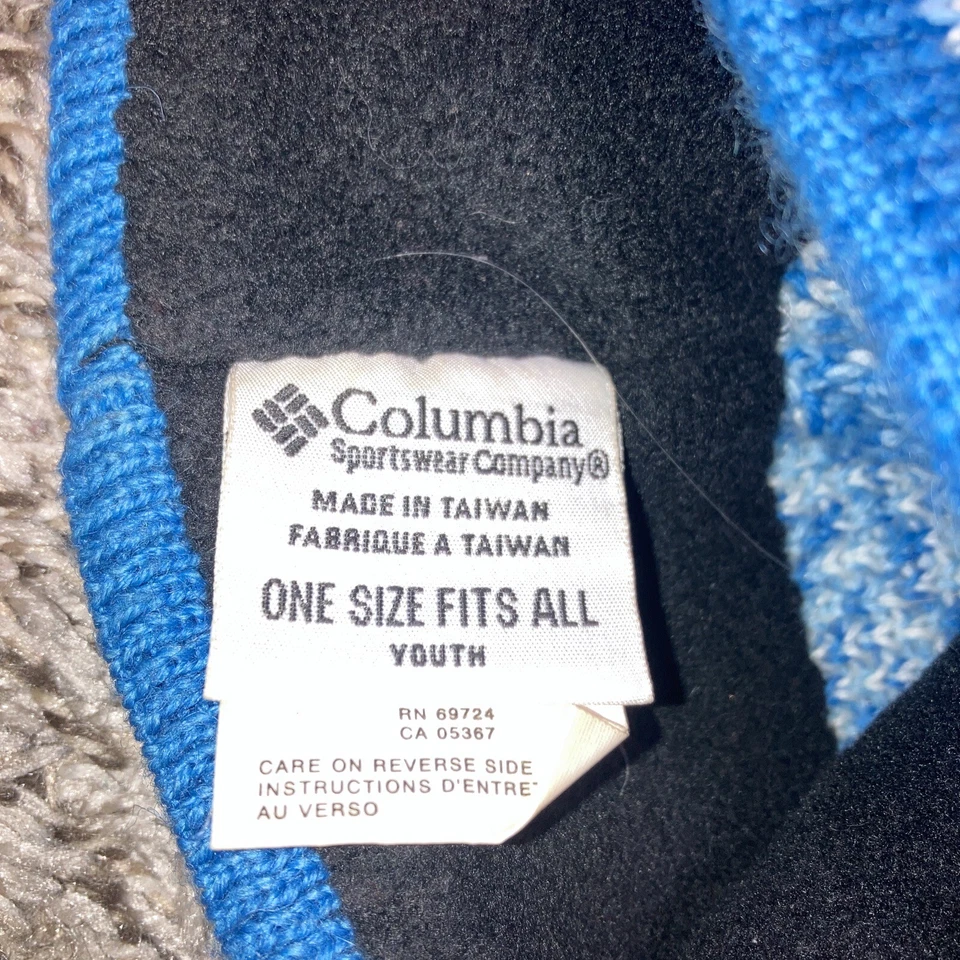 Columbia
Sportswear Company®
MADE IN TAIWAN
FABRIQUE A TAIWAN
ONE SIZE FITS ALL
YOUTH
RN 69724
CA 05367
CARE ON REVERSE SIDE
INSTRUCTIONS D'ENTRE
AU VERSO